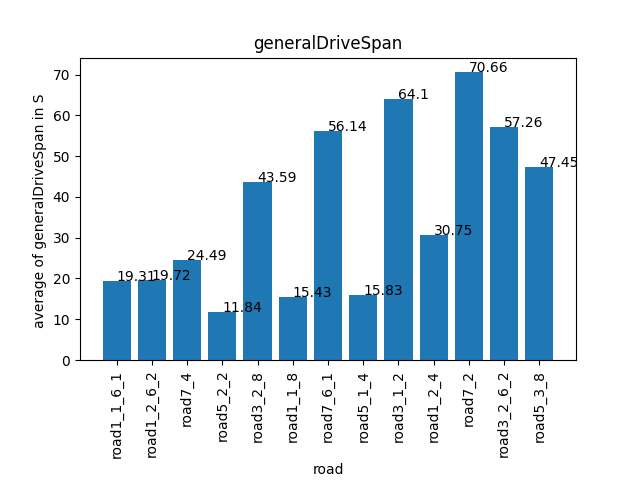 generalDriveSpan
average of generalDriveSpan in S
70
60
50
40
30
20
10
0
19.31
19.72
24.49
11.84
43.59
15.43
56.14
15.83
64.1
30.75
70.66
57.26
47.45
road1_1_6_1
road1_2_6_2
road7_4
road5_2_2
road3_2_8
road1_1_8
road7_6_1
road5_1_4
road3_1_2
road1_2_4
road7_2
road3_2_6_2
road5_3_8
road